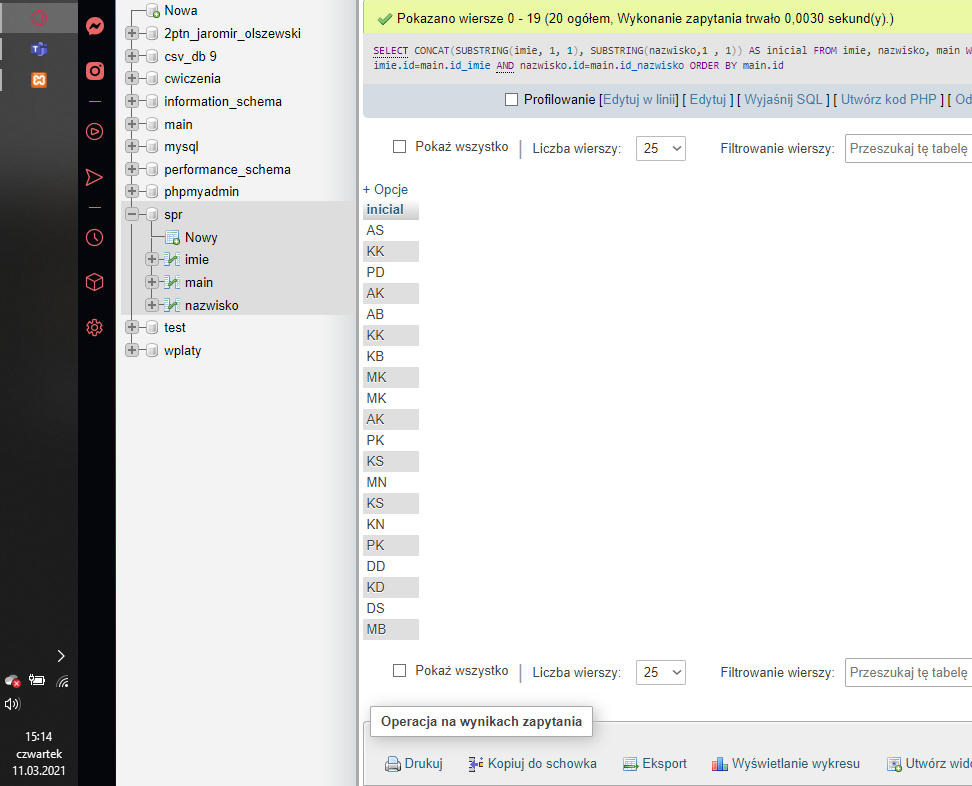 Nowa
2ptn_jaromir_olszewski
csv_db 9
cwiczenia
information_schema
main
mysql
performance_schema
phpmyadmin
spr
Nowy
imie
main
nazwisko
test
wplaty
15:14
czwartek
11.03.2021
Pokazano wiersze 0 - 19 (20 ogółem, Wykonanie zapytania trwało 0,0030 sekund(y).)
SELECT CONCAT(SUBSTRING(imie, 1, 1), SUBSTRING(nazwisko,1 , 1)) AS inicial FROM imie, nazwisko, main W
imie.id=main.id_imie AND nazwisko.id=main.id_nazwisko ORDER BY main.id
Profilowanie [Edytuj w linii] [ Edytuj ] [ Wyjaśnij SQL ] [ Utwórz kod PHP ] [ Od
Pokaż wszystko | Liczba wierszy: 25 Filtrowanie wierszy: Przeszukaj tę tabelę
+ Opcje
inicial
AS
KK
PD
AK
AB
KK
KB
MK
MK
AK
PK
KS
MN
KS
KN
PK
DD
KD
DS
MB
Pokaż wszystko | Liczba wierszy: 25 Filtrowanie wierszy: Przeszukaj tę tabelę
Operacja na wynikach zapytania
Drukuj Kopiuj do schowka Eksport Wyświetlanie wykresu Utwórz wido